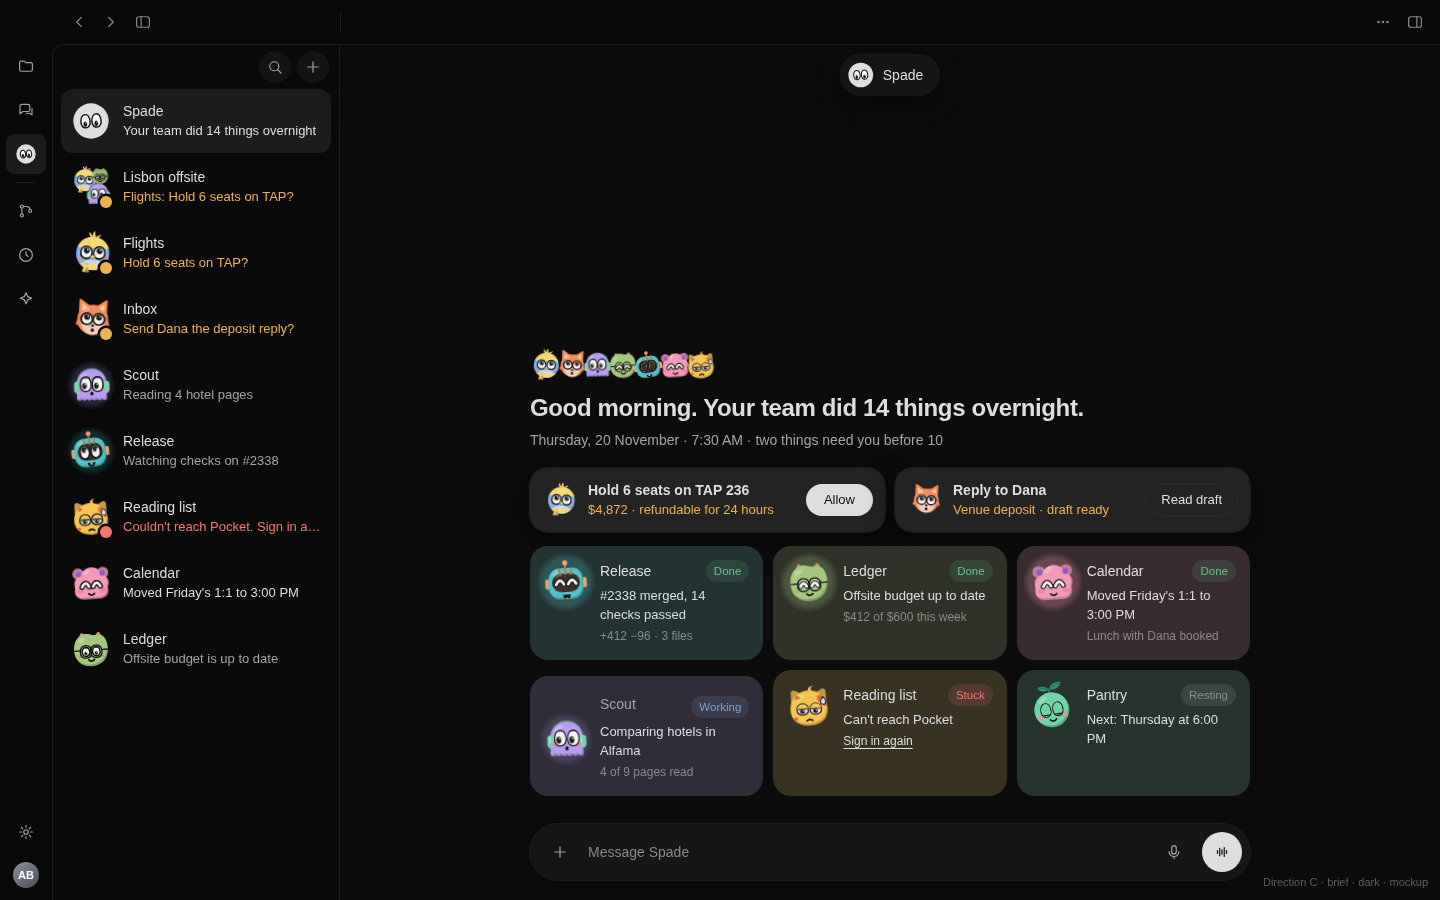 Spade
Your team did 14 things overnight
Lisbon offsite
Flights: Hold 6 seats on TAP?
Flights
Hold 6 seats on TAP?
Inbox
Send Dana the deposit reply?
Scout
Reading 4 hotel pages
Release
Watching checks on #2338
Reading list
Couldn't reach Pocket. Sign in a…
Calendar
Moved Friday's 1:1 to 3:00 PM
Ledger
Offsite budget is up to date
AB
Spade
Good morning. Your team did 14 things overnight.
Thursday, 20 November · 7:30 AM · two things need you before 10
Hold 6 seats on TAP 236
$4,872 · refundable for 24 hours
Allow
Reply to Dana
Venue deposit · draft ready
Read draft
Release
Done
#2338 merged, 14
checks passed
+412 −96 · 3 files
Ledger
Done
Offsite budget up to date
$412 of $600 this week
Calendar
Done
Moved Friday's 1:1 to
3:00 PM
Lunch with Dana booked
Scout
Working
Comparing hotels in
Alfama
4 of 9 pages read
Reading list
Stuck
Can't reach Pocket
Sign in again
Pantry
Resting
Next: Thursday at 6:00
PM
Message Spade
Direction C · brief · dark · mockup